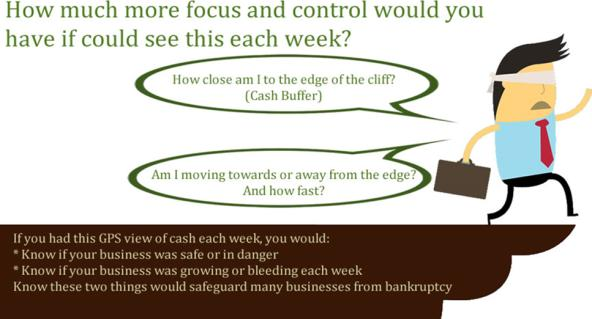 How much more focus and control would you
have if could see this each week?
How close am I to the edge of the cliff?
(Cash Buffer)
Am I moving towards or away from the edge?
And how fast?
If you had this GPS view of cash each week, you would:
* Know if your business was safe or in danger
* Know if your business was growing or bleeding each week
Know these two things would safeguard many businesses from bankruptcy